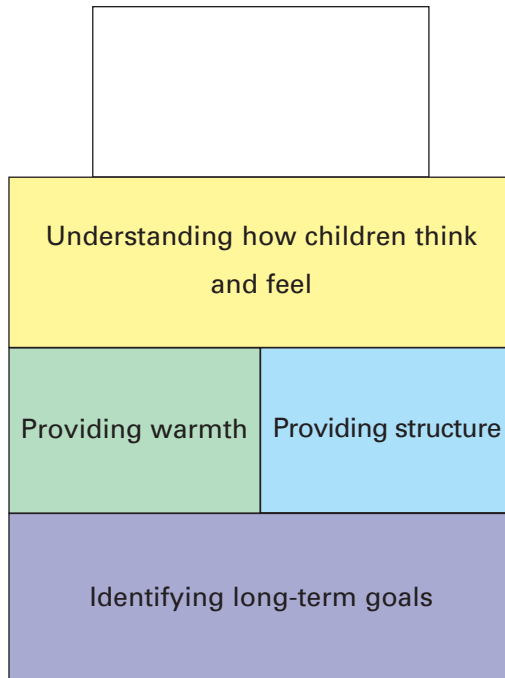 Understanding how children think
and feel
Providing warmth
Providing structure
Identifying long-term goals